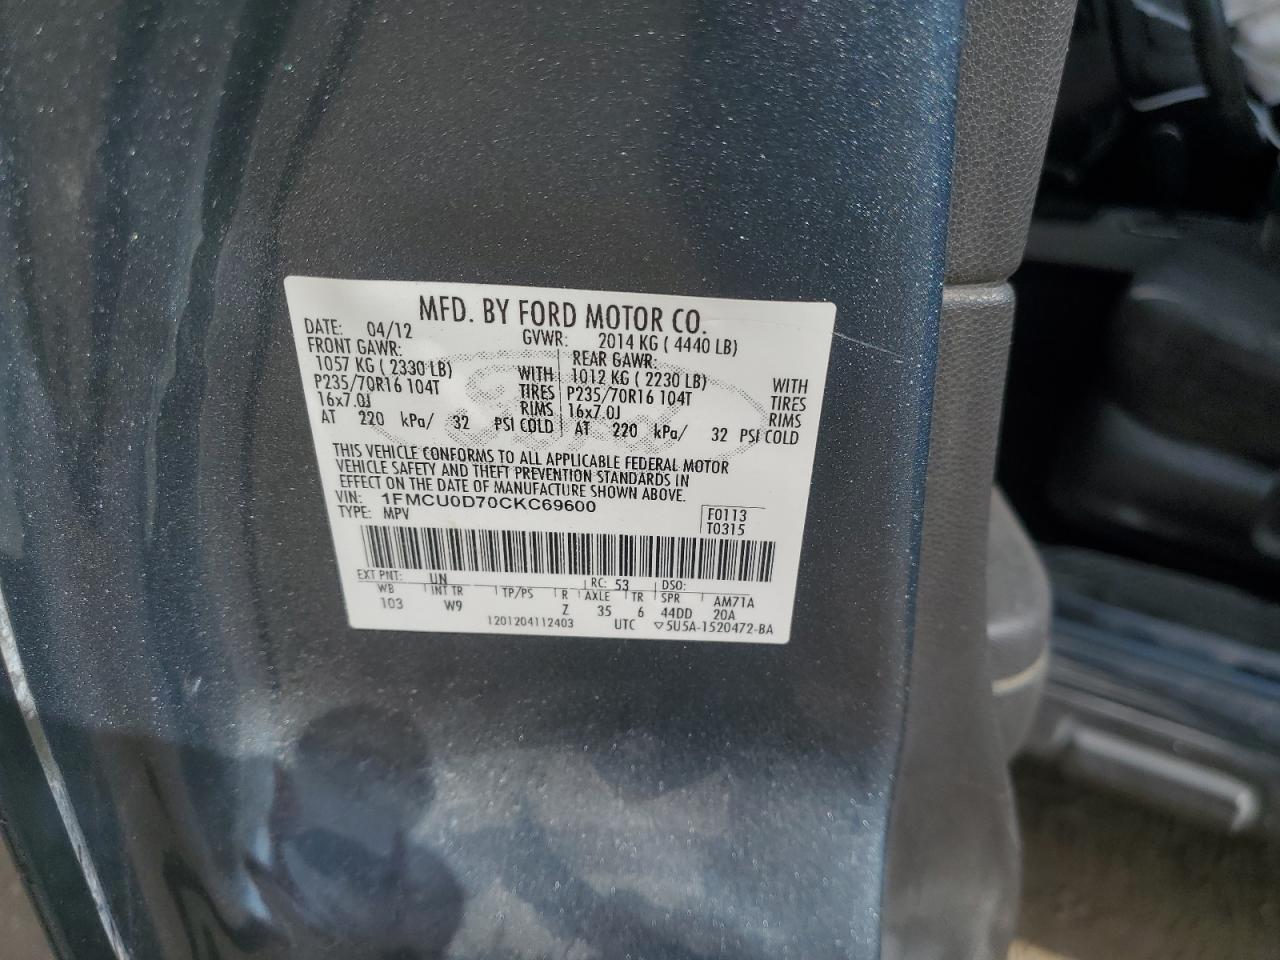 MFD. BY FORD MOTOR CO.
DATE: 04/12 GVWR: 2014 KG ( 4440 LB)
FRONT GAWR: REAR GAWR:
1057 KG ( 2330 LB) WITH 1012 KG ( 2230 LB) WITH
P235/70R16 104T TIRES P235/70R16 104T TIRES
16x7.0J RIMS 16x7.0J RIMS
AT 220 kPa/ 32 PSI COLD AT 220 kPa/ 32 PSI COLD
THIS VEHICLE CONFORMS TO ALL APPLICABLE FEDERAL MOTOR
VEHICLE SAFETY AND THEFT PREVENTION STANDARDS IN
EFFECT ON THE DATE OF MANUFACTURE SHOWN ABOVE.
VIN: 1FMCU0D70CKC69600
TYPE: MPV
F0113
T0315
EXT PNT: UN RC: 53 DSO:
WB INT TR TP/PS R AXLE TR SPR AM71A
103 W9 Z 35 6 44DD 20A
1201204112403 UTC ▽5U5A-1520472-BA